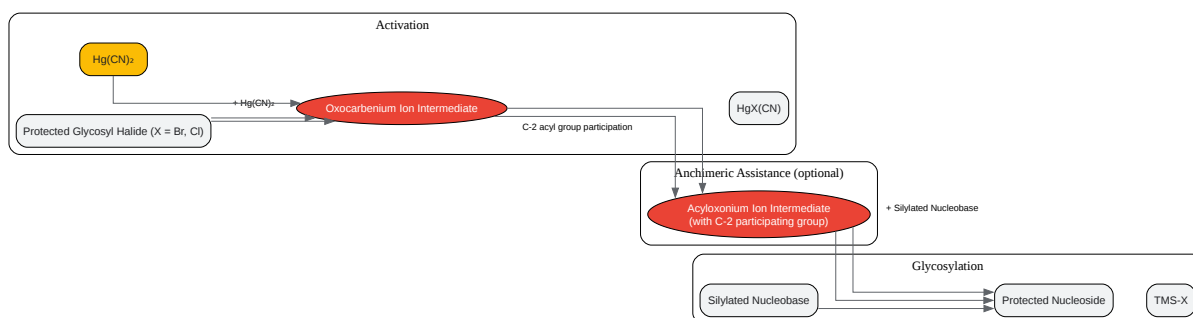 Activation
Hg(CN)₂
+ Hg(CN)₂
Oxocarbenium Ion Intermediate
HgX(CN)
Protected Glycosyl Halide (X = Br, Cl)
C-2 acyl group participation
Anchimeric Assistance (optional)
Acyloxonium Ion Intermediate
(with C-2 participating group)
+ Silylated Nucleobase
Glycosylation
Silylated Nucleobase
Protected Nucleoside
TMS-X